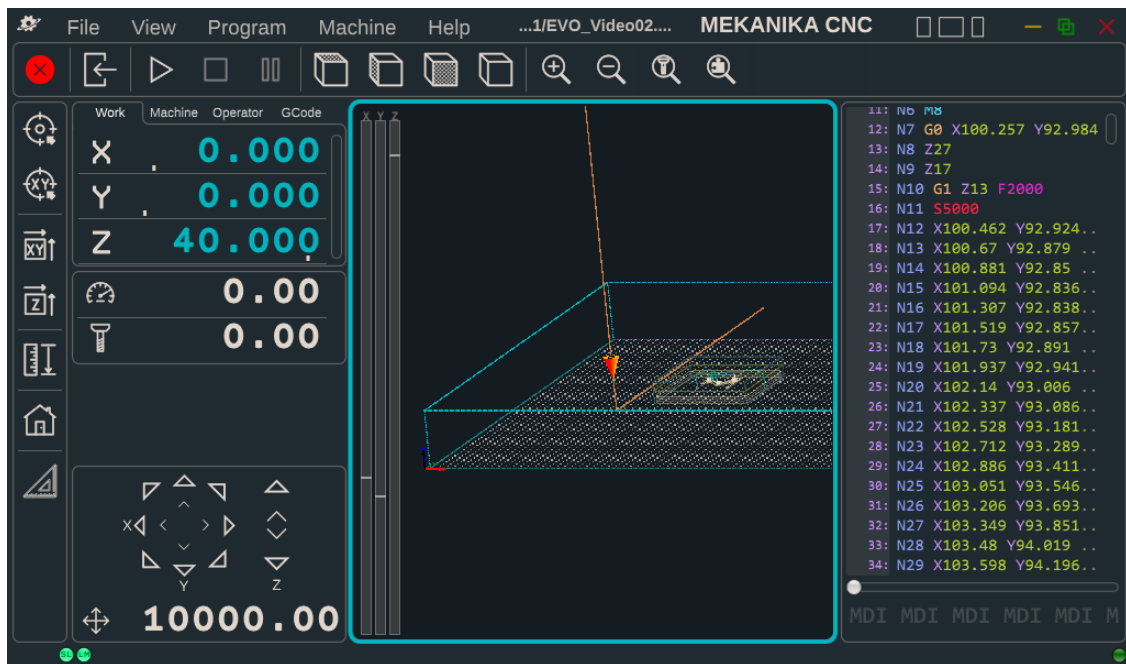 File View Program Machine Help ...1/EVO_Video02.... MEKANIKA CNC
Work Machine Operator GCode
X 0.000
Y 0.000
Z 40.000
0.00
0.00
XY
XY
Z
X
Y
Z
10000.00
X Y Z
11: N6 M8
12: N7 G0 X100.257 Y92.984
13: N8 Z27
14: N9 Z17
15: N10 G1 Z13 F2000
16: N11 S5000
17: N12 X100.462 Y92.924..
18: N13 X100.67 Y92.879 ..
19: N14 X100.881 Y92.85 ..
20: N15 X101.094 Y92.836..
21: N16 X101.307 Y92.838..
22: N17 X101.519 Y92.857..
23: N18 X101.73 Y92.891 ..
24: N19 X101.937 Y92.941..
25: N20 X102.14 Y93.006 ..
26: N21 X102.337 Y93.086..
27: N22 X102.528 Y93.181..
28: N23 X102.712 Y93.289..
29: N24 X102.886 Y93.411..
30: N25 X103.051 Y93.546..
31: N26 X103.206 Y93.693..
32: N27 X103.349 Y93.851..
33: N28 X103.48 Y94.019 ..
34: N29 X103.598 Y94.196..
MDI MDI MDI MDI MDI M
SL LM